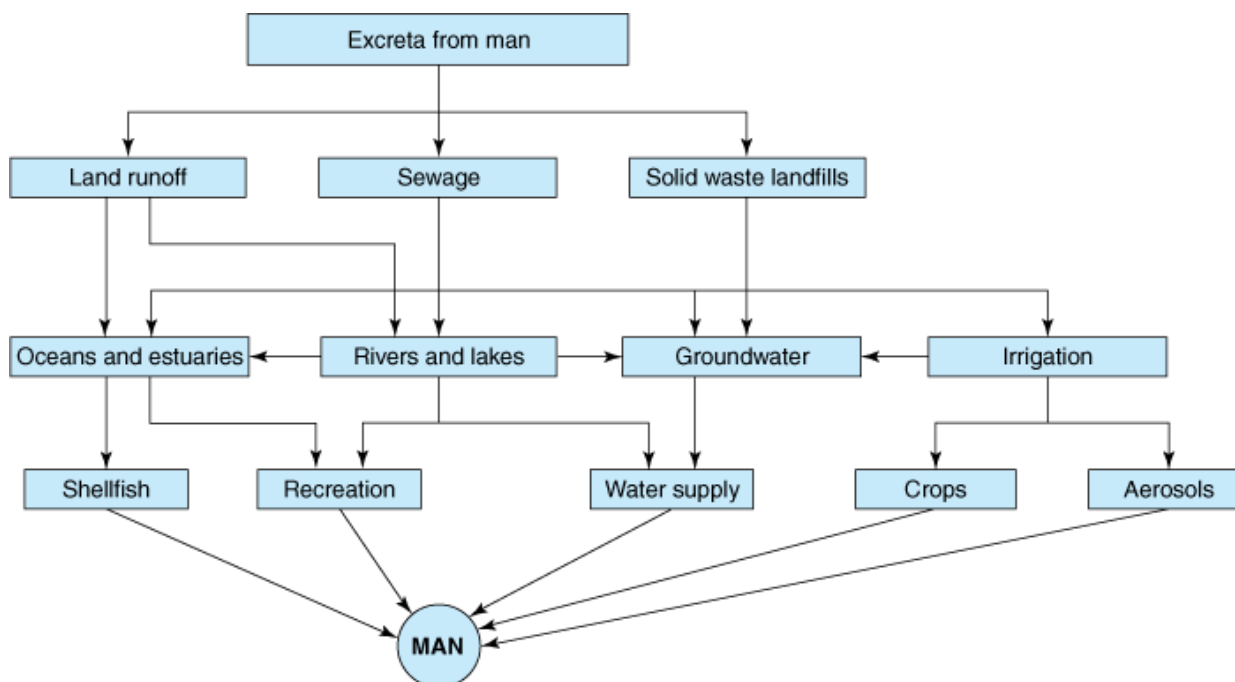 Excreta from man
Land runoff
Sewage
Solid waste landfills
Oceans and estuaries
Rivers and lakes
Groundwater
Irrigation
Shellfish
Recreation
Water supply
Crops
Aerosols
MAN